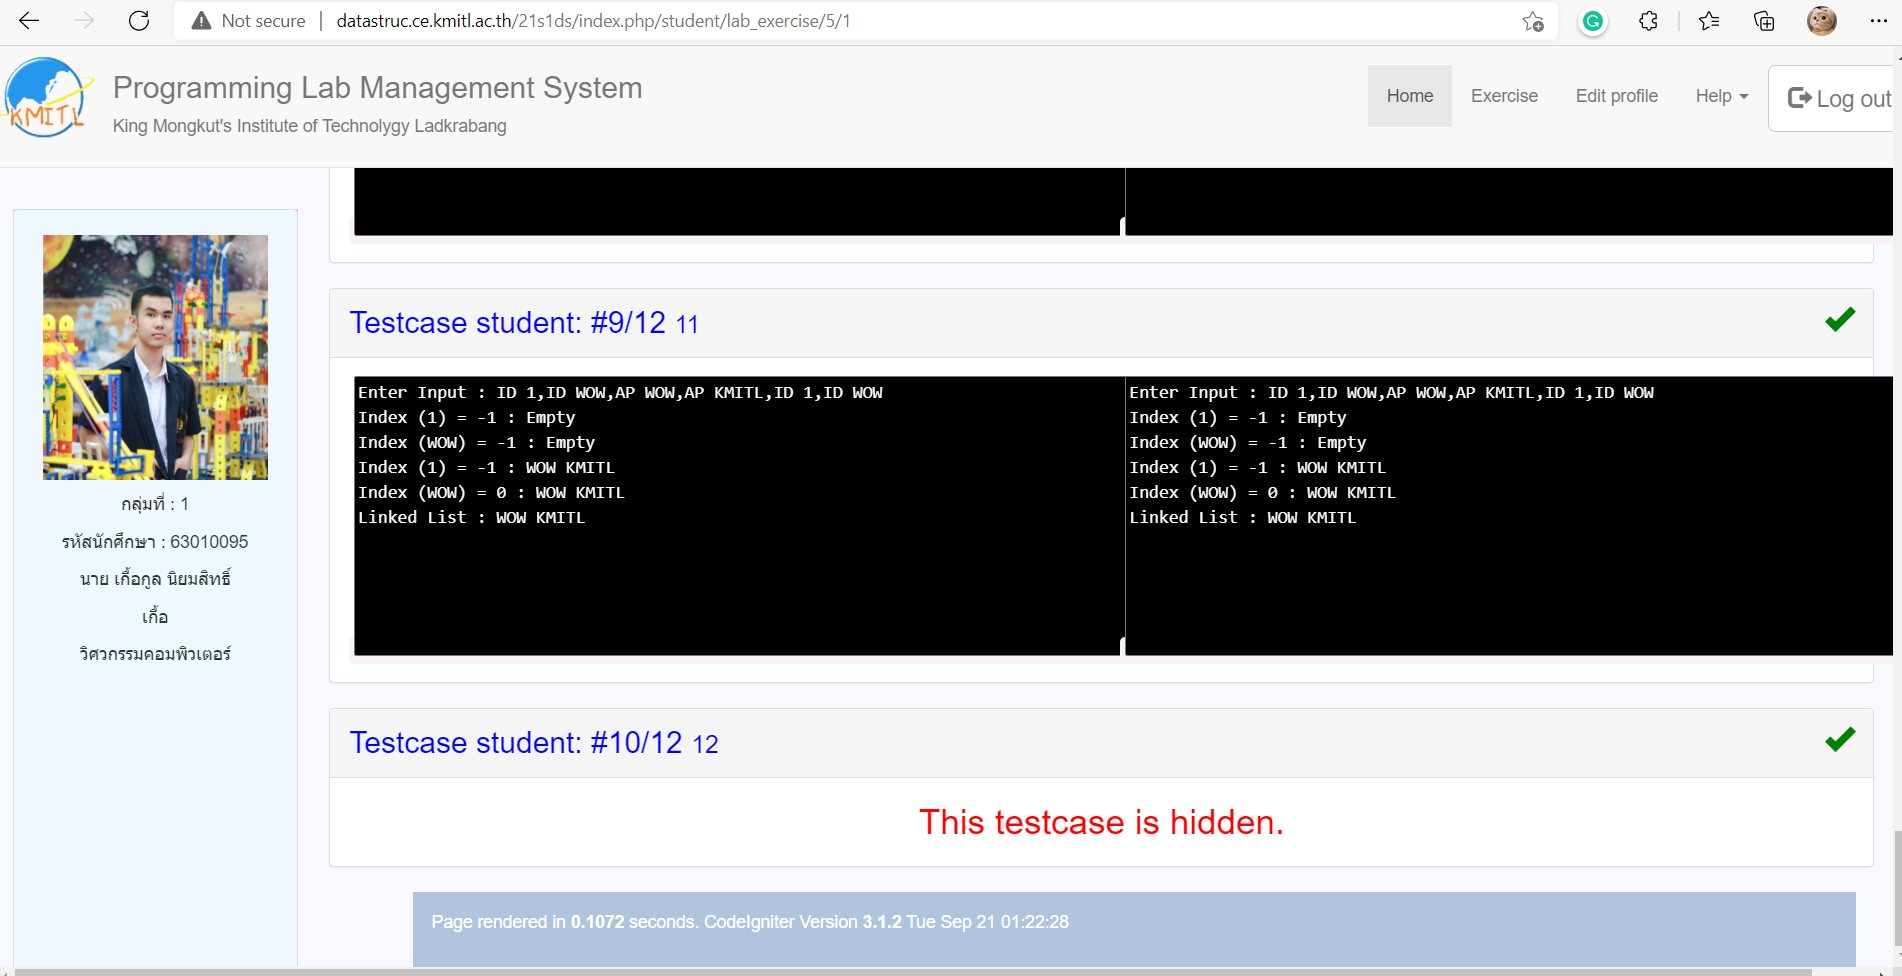 Not secure | datastruc.ce.kmitl.ac.th/21s1ds/index.php/student/lab_exercise/5/1
KMITL
Programming Lab Management System
King Mongkut's Institute of Technolygy Ladkrabang
Home
Exercise
Edit profile
Help
Log out
กลุ่มที่ : 1
รหัสนักศึกษา : 63010095
นาย เกื้อกูล นิยมสิทธิ์
เกื้อ
วิศวกรรมคอมพิวเตอร์
Testcase student: #9/12 11
Enter Input : ID 1,ID WOW,AP WOW,AP KMITL,ID 1,ID WOW
Index (1) = -1 : Empty
Index (WOW) = -1 : Empty
Index (1) = -1 : WOW KMITL
Index (WOW) = 0 : WOW KMITL
Linked List : WOW KMITL
Enter Input : ID 1,ID WOW,AP WOW,AP KMITL,ID 1,ID WOW
Index (1) = -1 : Empty
Index (WOW) = -1 : Empty
Index (1) = -1 : WOW KMITL
Index (WOW) = 0 : WOW KMITL
Linked List : WOW KMITL
Testcase student: #10/12 12
This testcase is hidden.
Page rendered in 0.1072 seconds. CodeIgniter Version 3.1.2 Tue Sep 21 01:22:28